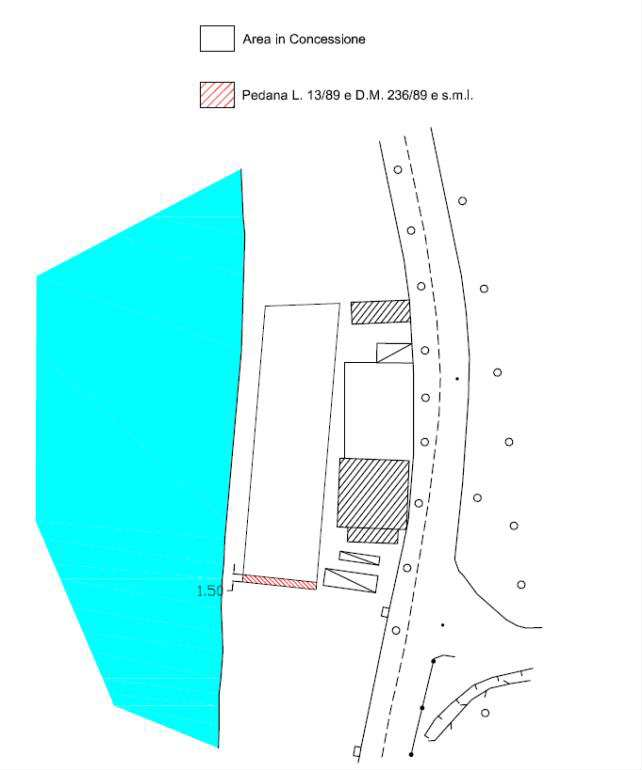 Area in Concessione
Pedana L. 13/89 e D.M. 236/89 e s.m.I.
1.50